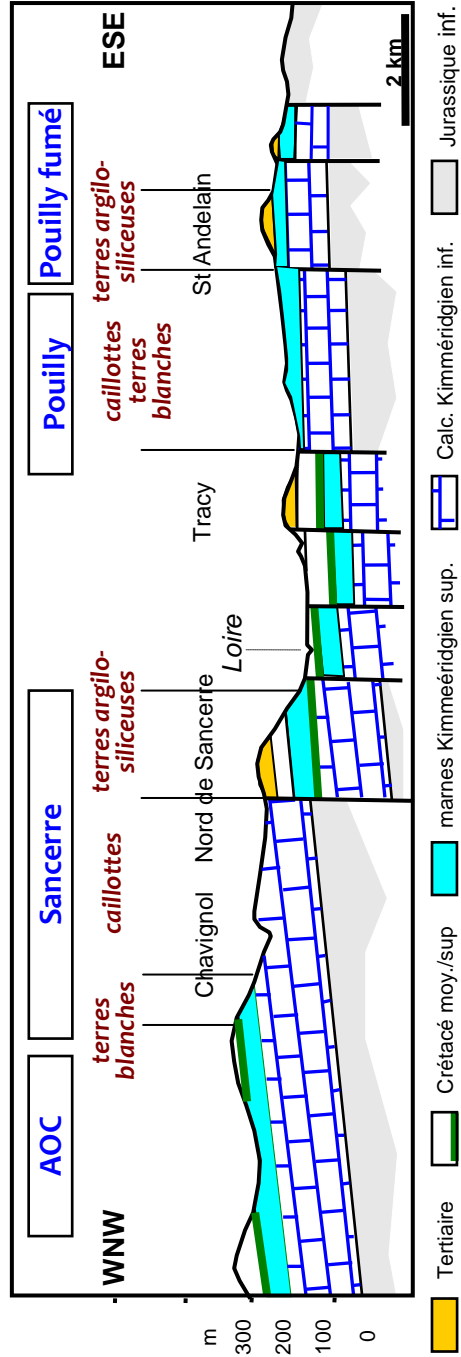 AOC
Sancerre
Pouilly
Pouilly fumé
WNW
terres
blanches
caillottes
terres argilo-
siliceuses
caillottes
terres
blanches
terres argilo-
siliceuses
ESE
Chavignol
Nord de Sancerre
Loire
Tracy
St Andelain
m
300
200
100
0
2 km
Tertiaire
Crétacé moy./sup
marnes Kimmééridgien sup.
Calc. Kimméridgien inf.
Jurassique inf.